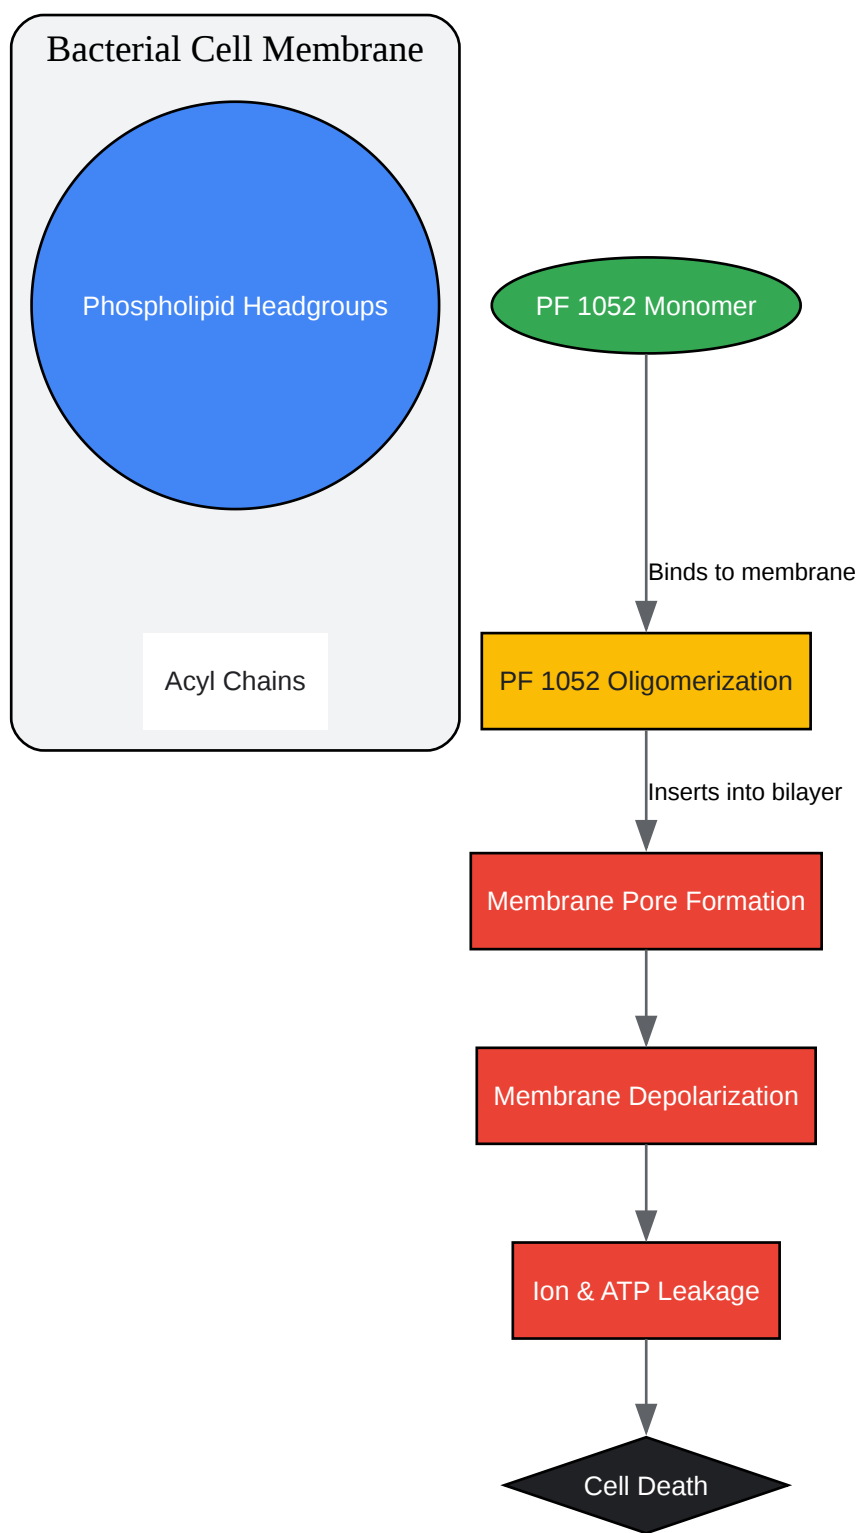 Bacterial Cell Membrane
Phospholipid Headgroups
PF 1052 Monomer
Binds to membrane
Acyl Chains
PF 1052 Oligomerization
Inserts into bilayer
Membrane Pore Formation
Membrane Depolarization
Ion & ATP Leakage
Cell Death